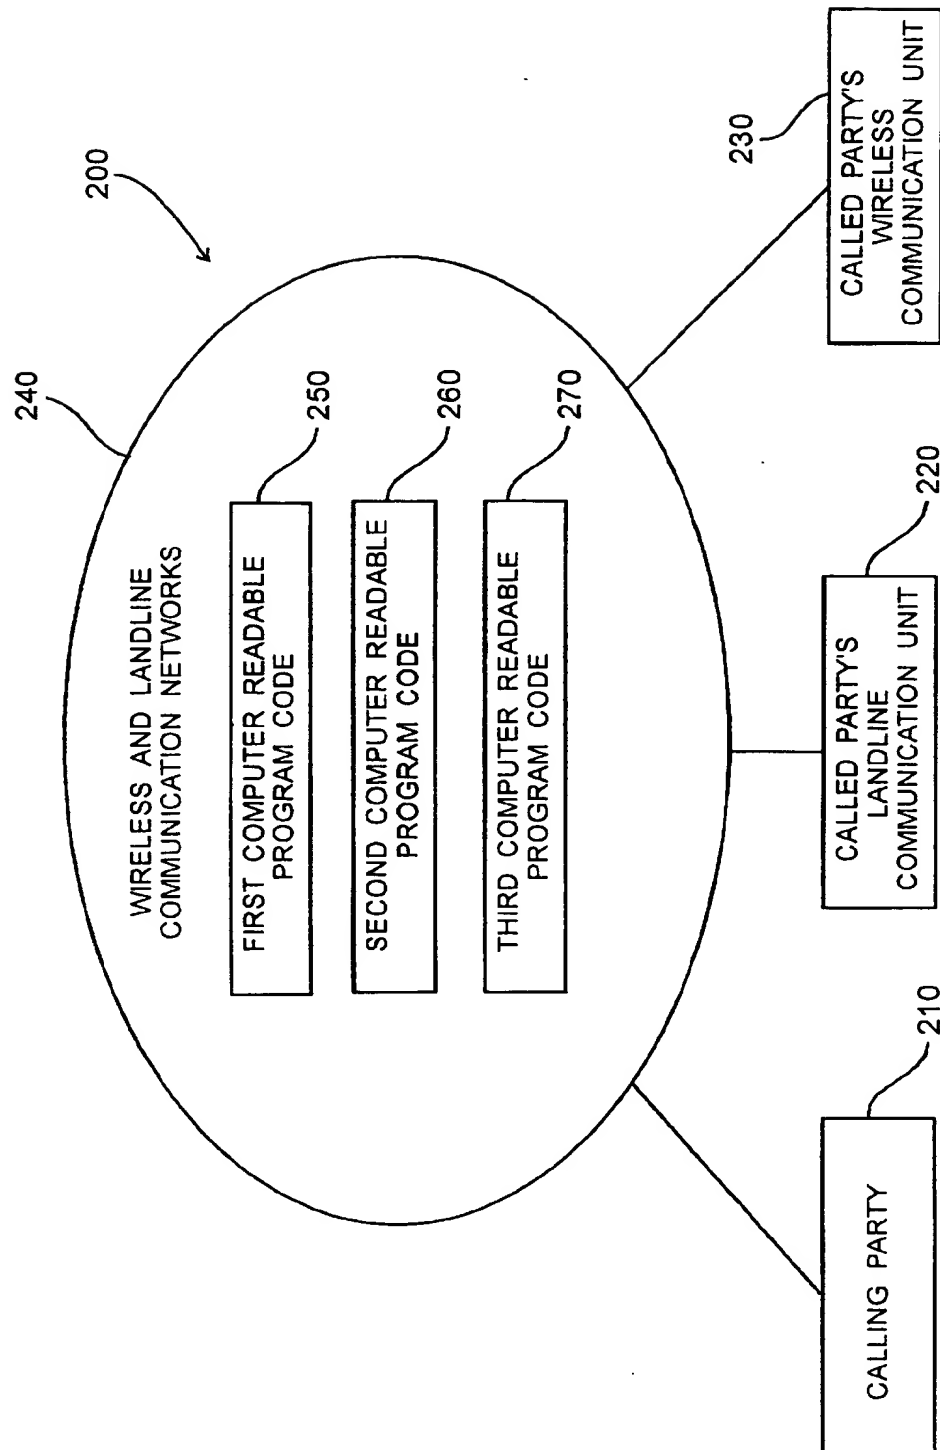 200
240
WIRELESS AND LANDLINE
COMMUNICATION NETWORKS
FIRST COMPUTER READABLE
PROGRAM CODE
250
SECOND COMPUTER READABLE
PROGRAM CODE
260
THIRD COMPUTER READABLE
PROGRAM CODE
270
CALLING PARTY
210
CALLED PARTY'S
LANDLINE
COMMUNICATION UNIT
220
CALLED PARTY'S
WIRELESS
COMMUNICATION UNIT
230